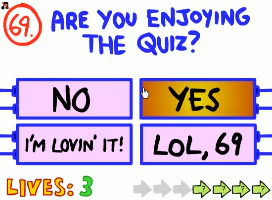 69.
ARE YOU ENJOYING
THE QUIZ?
NO
YES
I'M LOVIN' IT!
LOL, 69
LIVES: 3